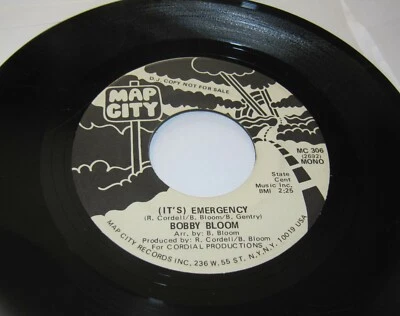 D.J. COPY NOT FOR SALE
MAP
CITY
MC 306
(2692)
MONO
State
Cent
Music Inc.
BMI 2:25
(IT'S) EMERGENCY
(R. Cordell/B. Bloom/B. Gentry)
BOBBY BLOOM
Arr. by: B. Bloom
Produced by: R. Cordell/B. Bloom
For CORDIAL PRODUCTIONS
MAP CITY RECORDS INC, 236 W. 55 ST. N.Y.N.Y. 10019 USA